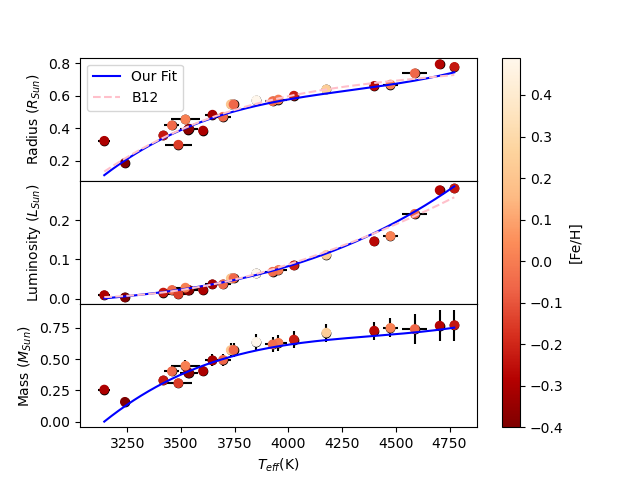 Our Fit
B12
Radius (R_Sun)
0.8
0.6
0.4
0.2
Luminosity (L_Sun)
0.2
0.1
0.0
Mass (M_Sun)
0.75
0.50
0.25
0.00
3250 3500 3750 4000 4250 4500 4750
T_eff(K)
0.4
0.3
0.2
0.1
0.0
−0.1
−0.2
−0.3
−0.4
[Fe/H]